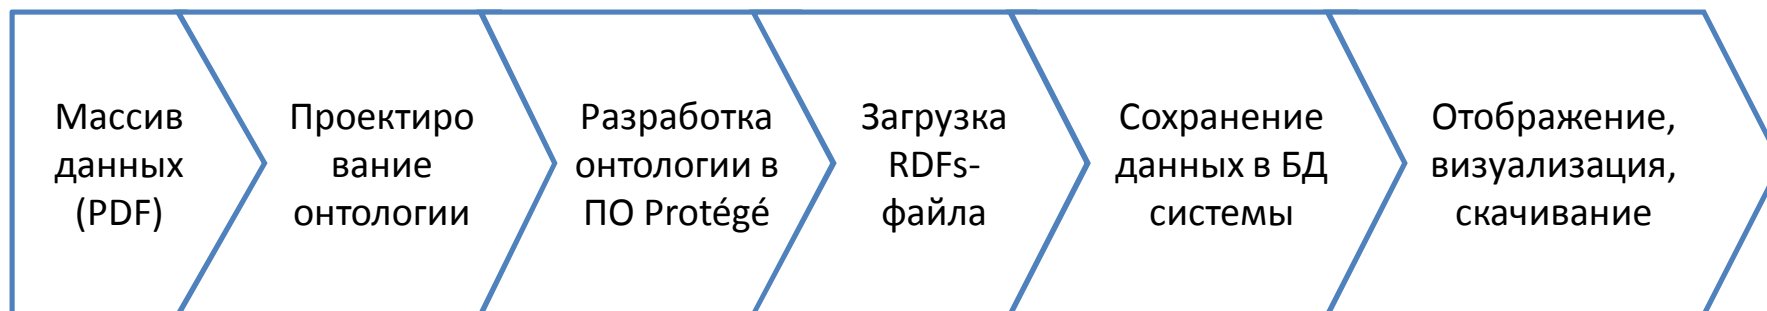 Массив
данных
(PDF)
Проектиро
вание
онтологии
Разработка
онтологии в
ПО Protégé
Загрузка
RDFs-
файла
Сохранение
данных в БД
системы
Отображение,
визуализация,
скачивание